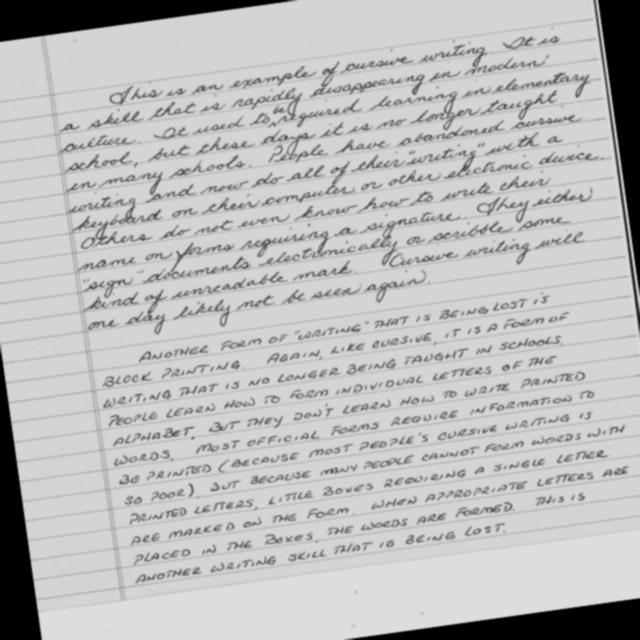 This is an example of cursive writing. It is
a skill that is rapidly disappearing in modern
culture. It used to be required learning in elementary
school, but these days it is no longer taught
in many schools. People have abandoned cursive
writing and now do all of their "writing" with a
keyboard on their computer or other electronic divice.
Others do not even know how to write their
name on forms requiring a signature. They either
"sign" documents electronically or scribble some
kind of unreadable mark. Cursive writing will
one day likely not be seen again.
ANOTHER FORM OF "WRITING" THAT IS BEING LOST IS
BLOCK PRINTING. AGAIN, LIKE CURSIVE, IT IS A FORM OF
WRITING THAT IS NO LONGER BEING TAUGHT IN SCHOOLS.
PEOPLE LEARN HOW TO FORM INDIVIDUAL LETTERS OF THE
ALPHABET, BUT THEY DON'T LEARN HOW TO WRITE PRINTED
WORDS. MOST OFFICIAL FORMS REQUIRE INFORMATION TO
BE PRINTED (BECAUSE MOST PEOPLE'S CURSIVE WRITING IS
SO POOR), BUT BECAUSE MANY PEOPLE CANNOT FORM WORDS WITH
PRINTED LETTERS, LITTLE BOXES REQUIRING A SINGLE LETTER
ARE MARKED ON THE FORM. WHEN APPROPRIATE LETTERS ARE
PLACED IN THE BOXES, THE WORDS ARE FORMED. THIS IS
ANOTHER WRITING SKILL THAT IS BEING LOST.